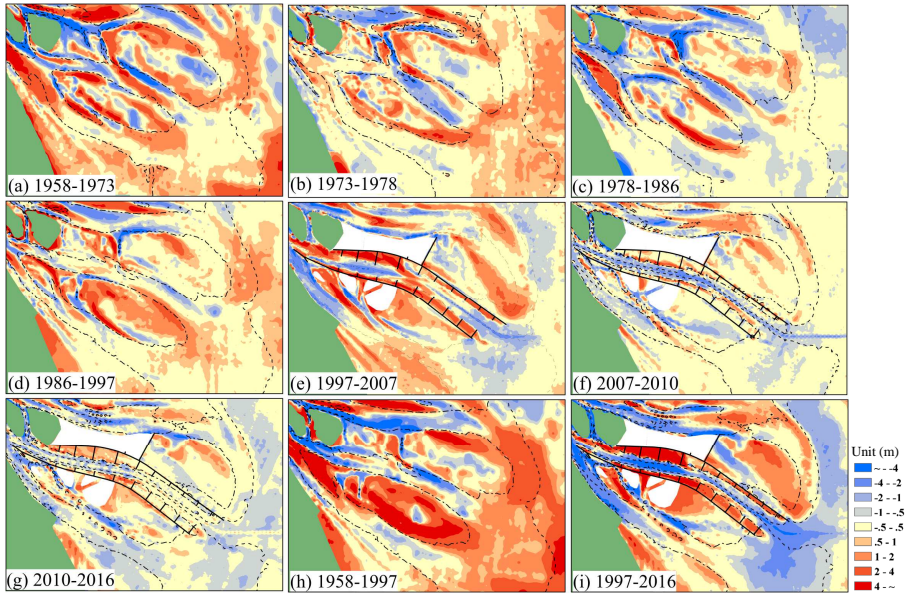 (a) 1958-1973
(b) 1973-1978
(c) 1978-1986
(d) 1986-1997
(e) 1997-2007
(f) 2007-2010
(g) 2010-2016
(h) 1958-1997
(i) 1997-2016
Unit (m)
~ - -4
-4 - -2
-2 - -1
-1 - -.5
-.5 - .5
.5 - 1
1 - 2
2 - 4
4 - ~